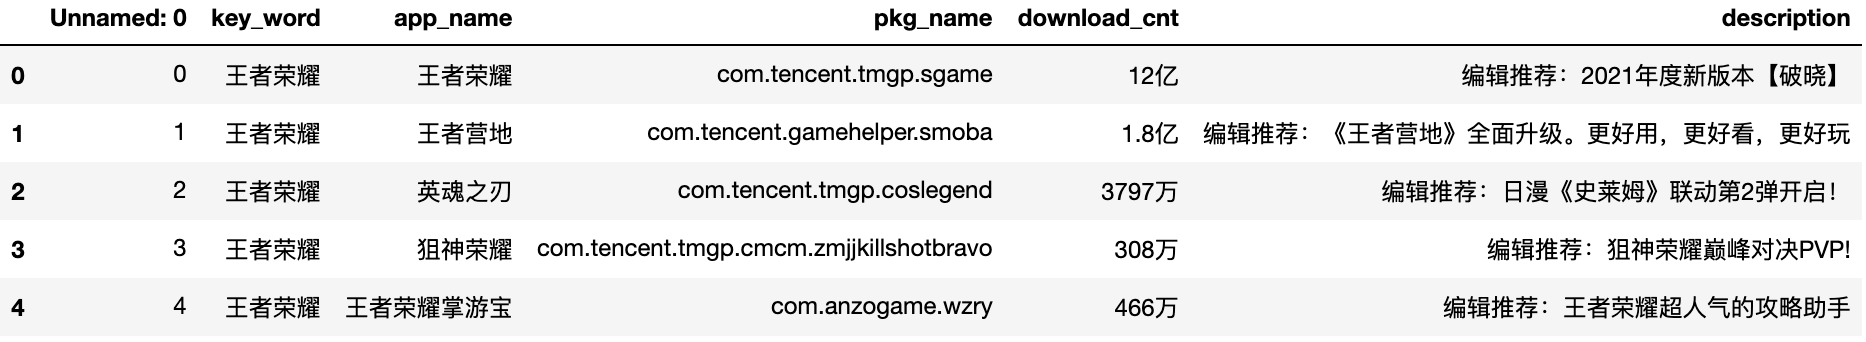 Unnamed: 0 key_word app_name pkg_name download_cnt description
0 0 王者荣耀 王者荣耀 com.tencent.tmgp.sgame 12亿 编辑推荐：2021年度新版本【破晓】
1 1 王者荣耀 王者营地 com.tencent.gamehelper.smoba 1.8亿 编辑推荐：《王者营地》全面升级。更好用，更好看，更好玩
2 2 王者荣耀 英魂之刃 com.tencent.tmgp.coslegend 3797万 编辑推荐：日漫《史莱姆》联动第2弹开启！
3 3 王者荣耀 狙神荣耀 com.tencent.tmgp.cmcm.zmjjkillshotbravo 308万 编辑推荐：狙神荣耀巅峰对决PVP!
4 4 王者荣耀 王者荣耀掌游宝 com.anzogame.wzry 466万 编辑推荐：王者荣耀超人气的攻略助手